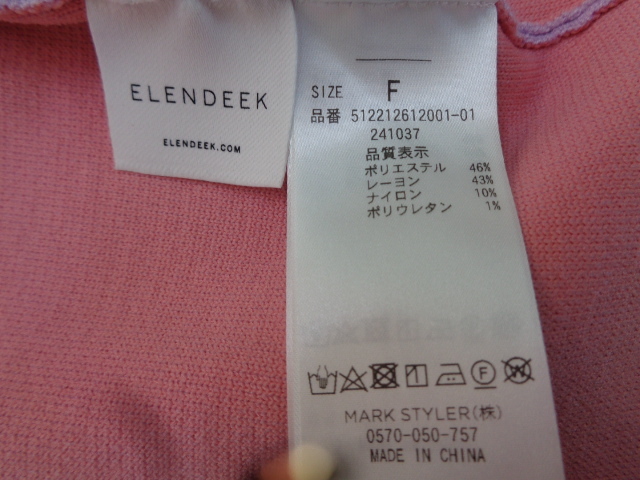 ELENDEEK
ELENDEEK.COM
SIZE F
品番 512212612001-01
241037
品質表示
ポリエステル 46%
レーヨン 43%
ナイロン 10%
ポリウレタン 1%
MARK STYLER(株)
0570-050-757
MADE IN CHINA